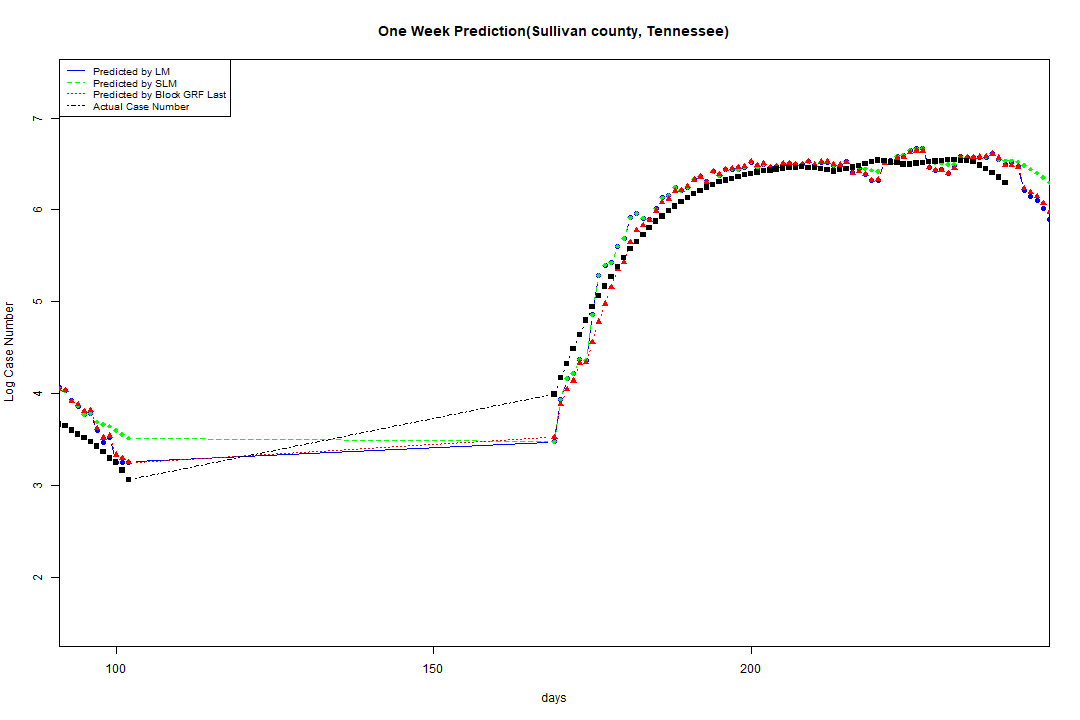 One Week Prediction(Sullivan county, Tennessee)
Predicted by LM
Predicted by SLM
Predicted by Block GRF Last
Actual Case Number
7
6
5
4
3
2
Log Case Number
100 150 200
days